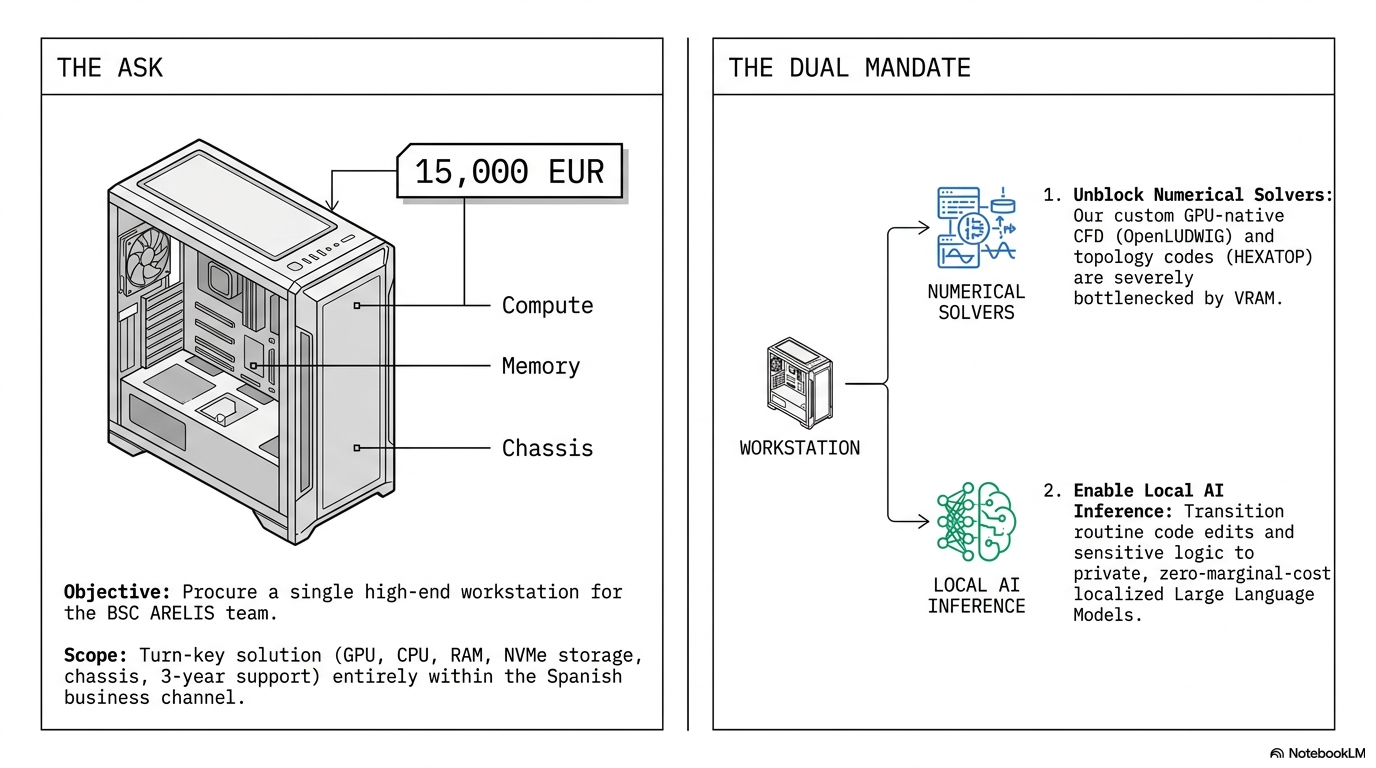 THE ASK
15,000 EUR
Compute
Memory
Chassis
Objective: Procure a single high-end workstation for
the BSC ARELIS team.
Scope: Turn-key solution (GPU, CPU, RAM, NVMe storage,
chassis, 3-year support) entirely within the Spanish
business channel.
THE DUAL MANDATE
WORKSTATION
NUMERICAL
SOLVERS
1. Unblock Numerical Solvers:
Our custom GPU-native
CFD (OpenLUDWIG) and
topology codes (HEXATOP)
are severely
bottlenecked by VRAM.
LOCAL AI
INFERENCE
2. Enable Local AI
Inference: Transition
routine code edits and
sensitive logic to
private, zero-marginal-cost
localized Large Language
Models.
NotebookLM